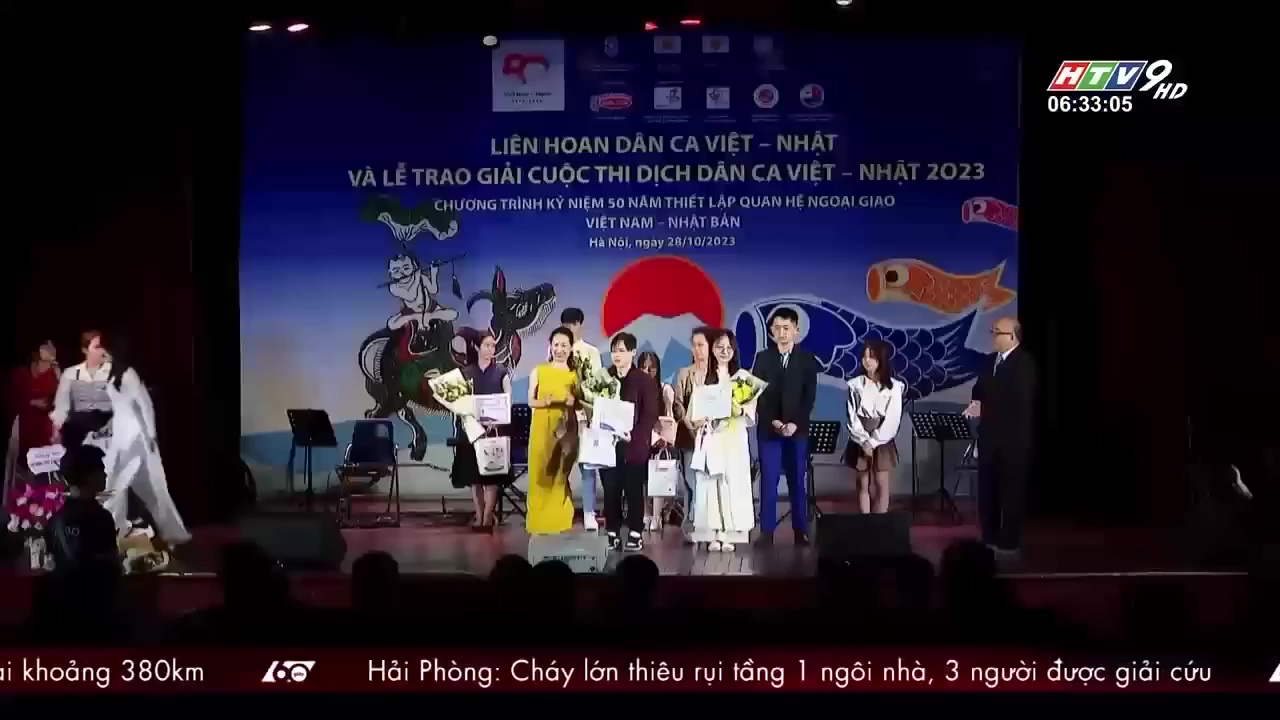 HTV9 HD
06:33:05
LIÊN HOAN DÂN CA VIỆT – NHẬT
VÀ LỄ TRAO GIẢI CUỘC THI DỊCH DÂN CA VIỆT – NHẬT 2023
CHƯƠNG TRÌNH KỶ NIỆM 50 NĂM THIẾT LẬP QUAN HỆ NGOẠI GIAO
VIỆT NAM – NHẬT BẢN
Hà Nội, ngày 28/10/2023
ài khoảng 380km
Hải Phòng: Cháy lớn thiêu rụi tầng 1 ngôi nhà, 3 người được giải cứu